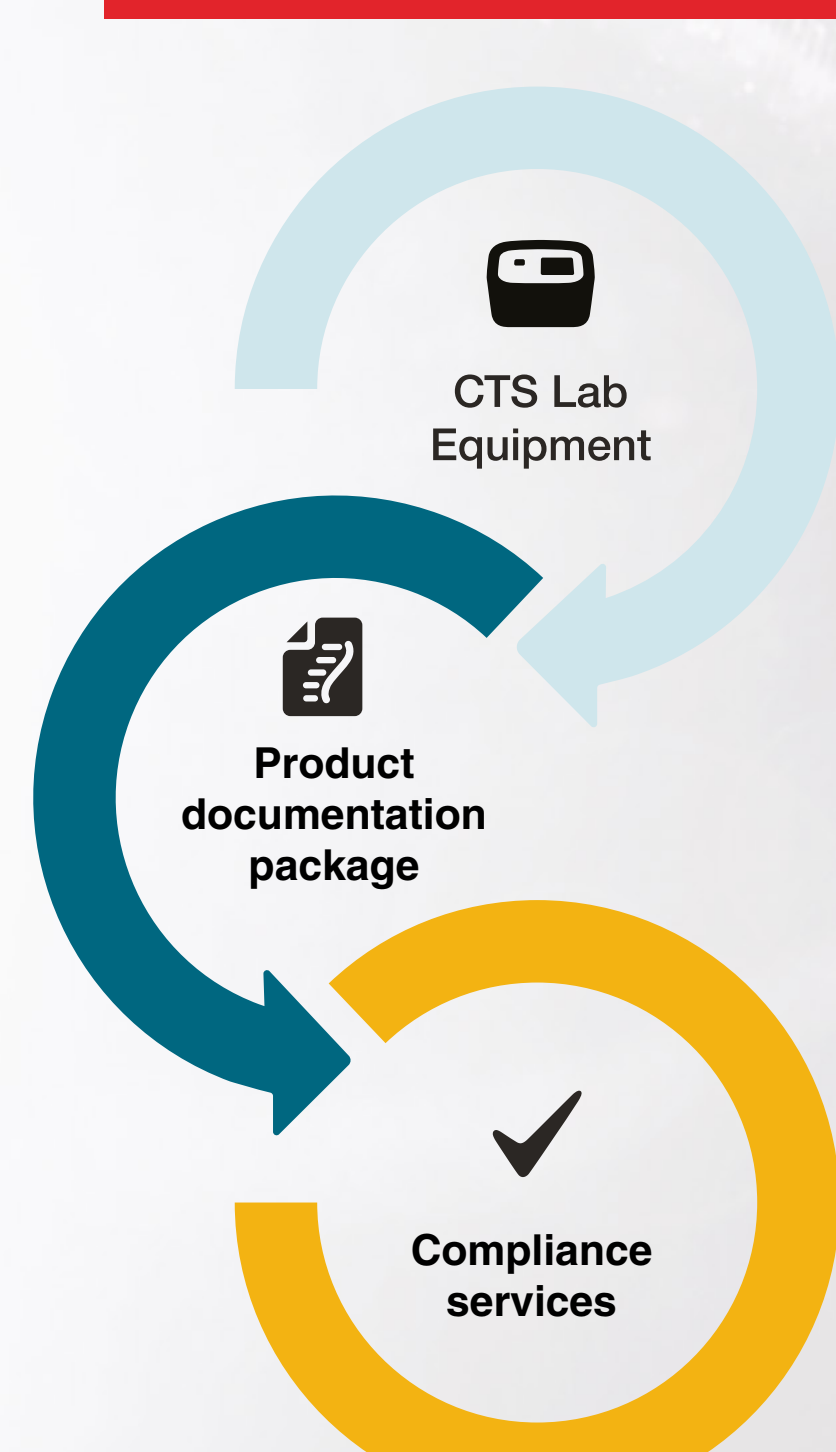 CTS Lab
Equipment
Product
documentation
package
Compliance
services